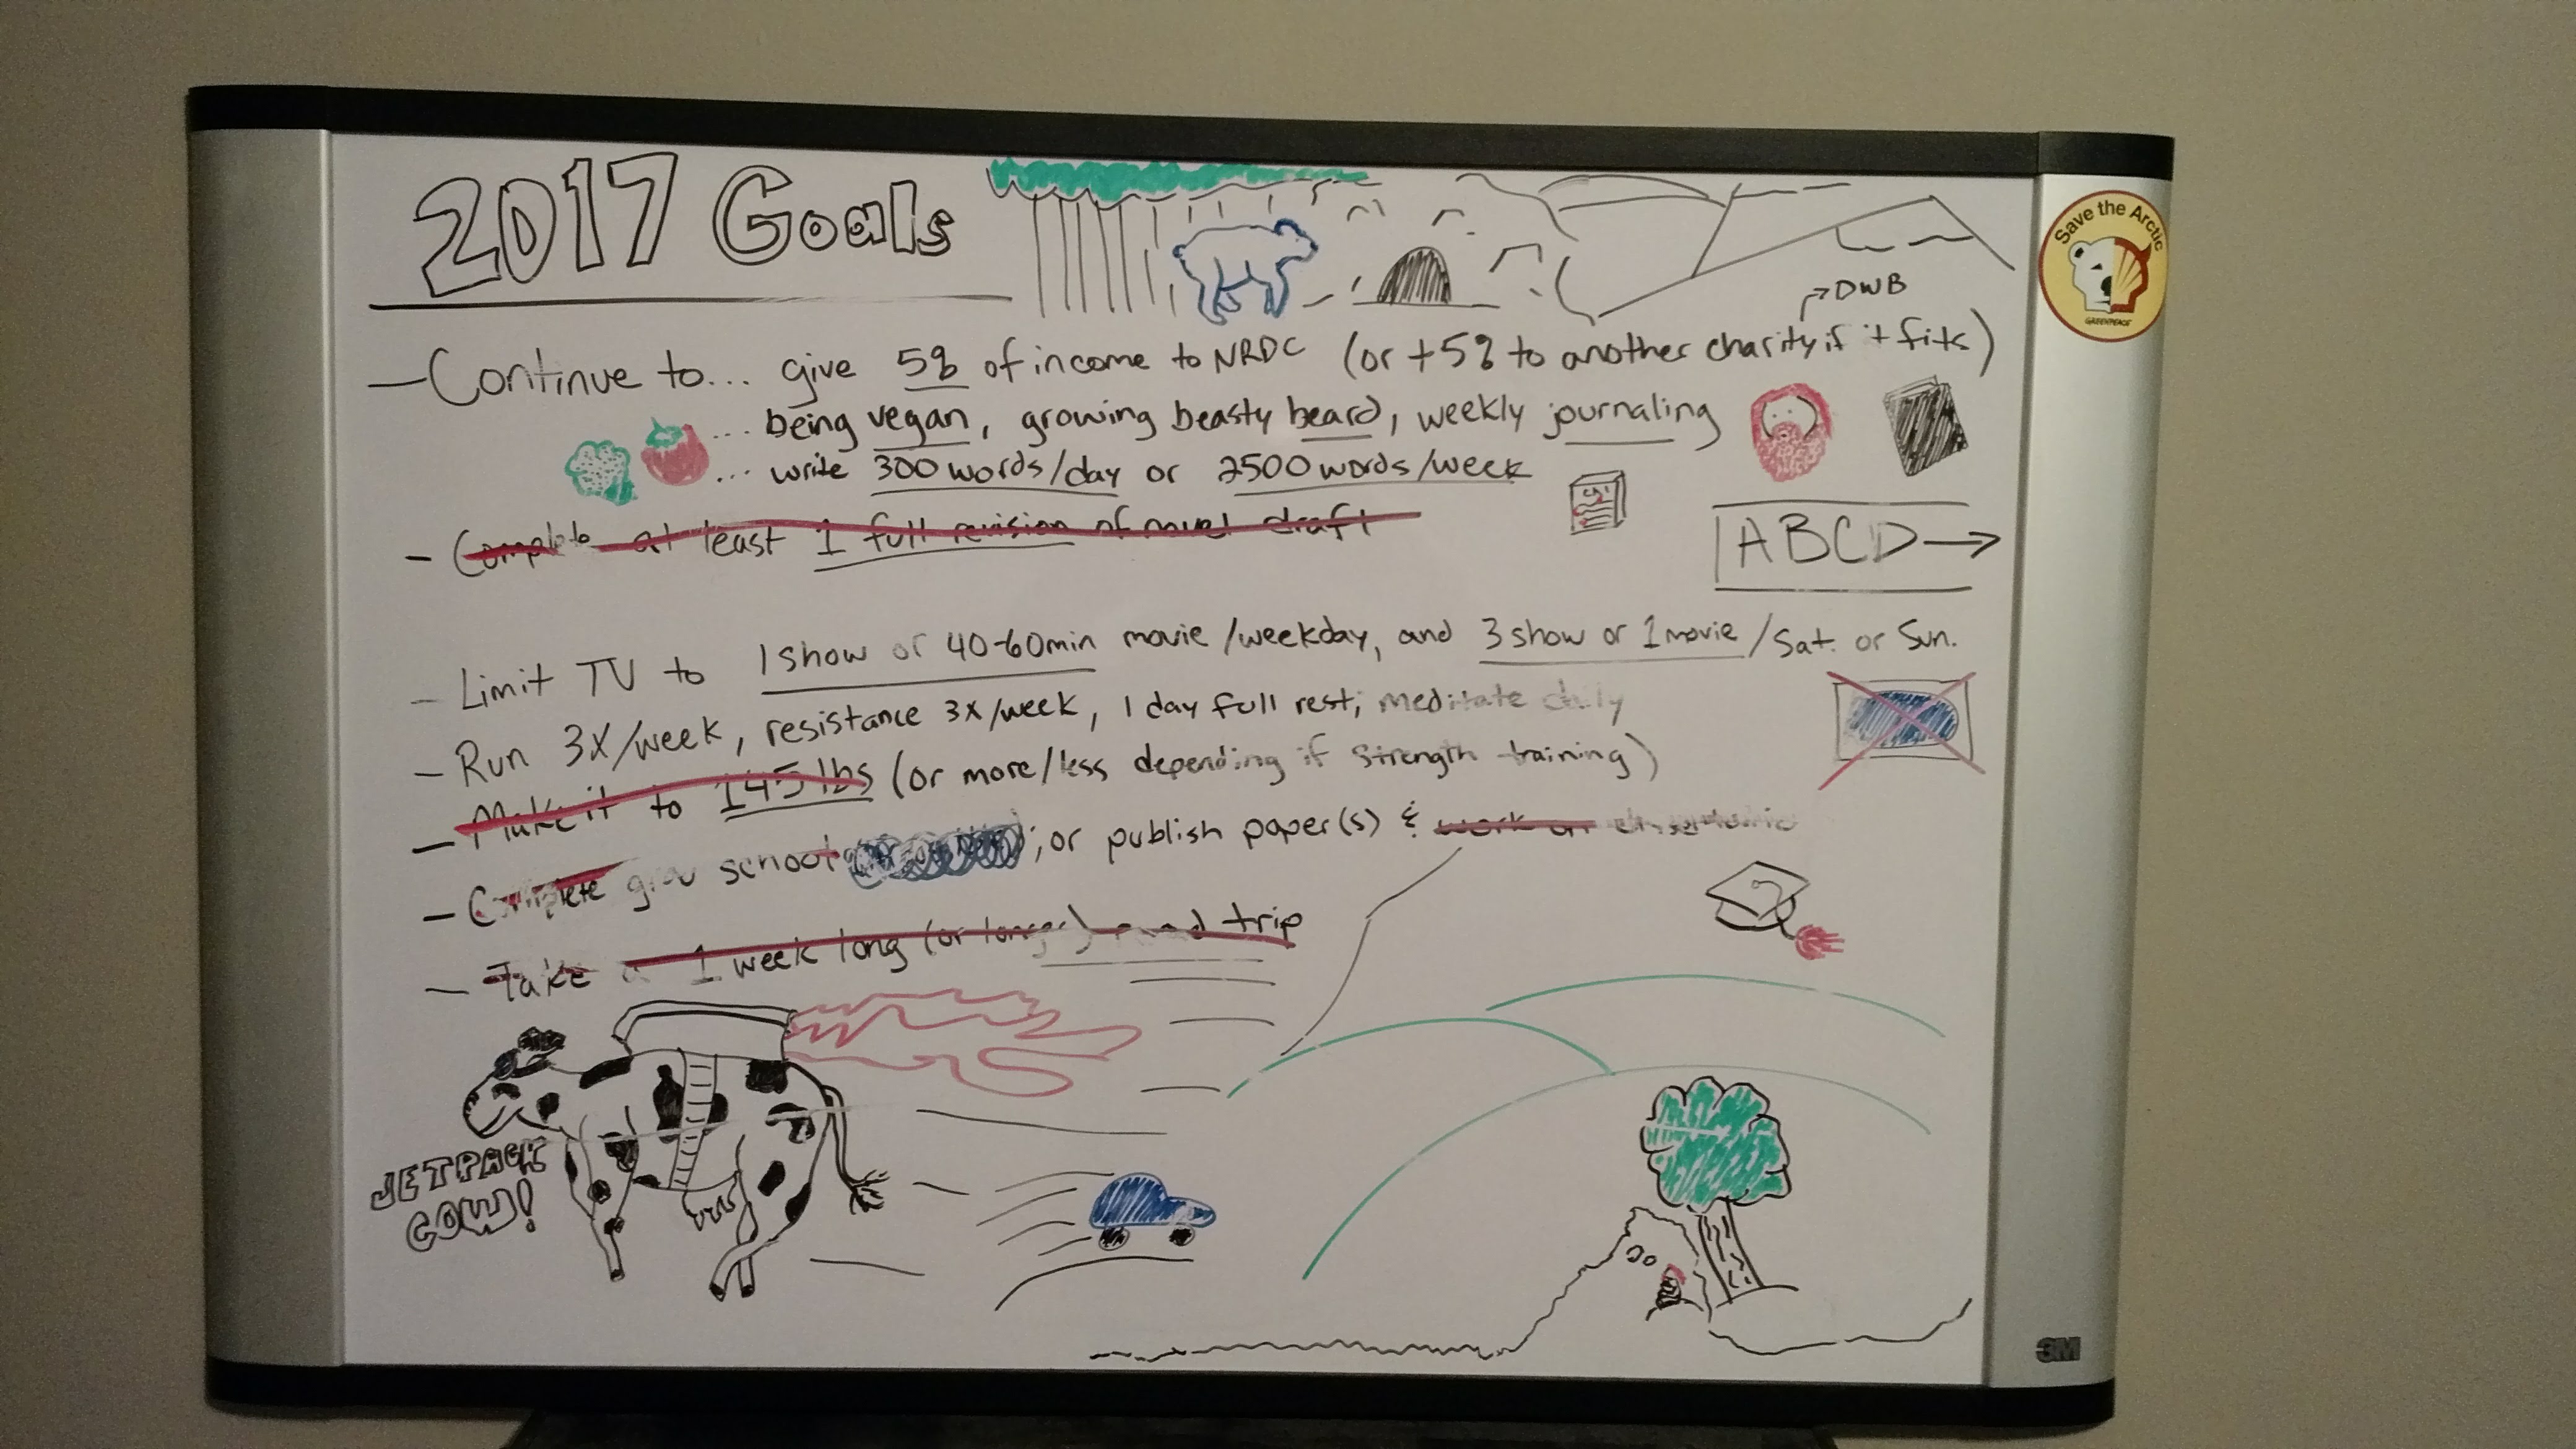 2017 Goals
Save the Arctic
GREENPEACE
DWB
—Continue to... give 5% of income to NRDC (or +5% to another charity if it fits)
... being vegan, growing beasty beard, weekly journaling
... write 300 words/day or 2500 words/week
Ch 1
- Complete at least 1 full revision of novel draft
ABCD→
- Limit TV to 1 show or 40-60min movie/weekday, and 3 show or 1 movie/Sat. or Sun.
- Run 3X/week, resistance 3X/week, 1 day full rest; meditate daily
- Make it to 145 lbs (or more/less depending if strength training)
- Complete grad school ; or publish paper(s) & work on
- Take a 1 week long (or longer) road trip
JETPACK
COW!
3M